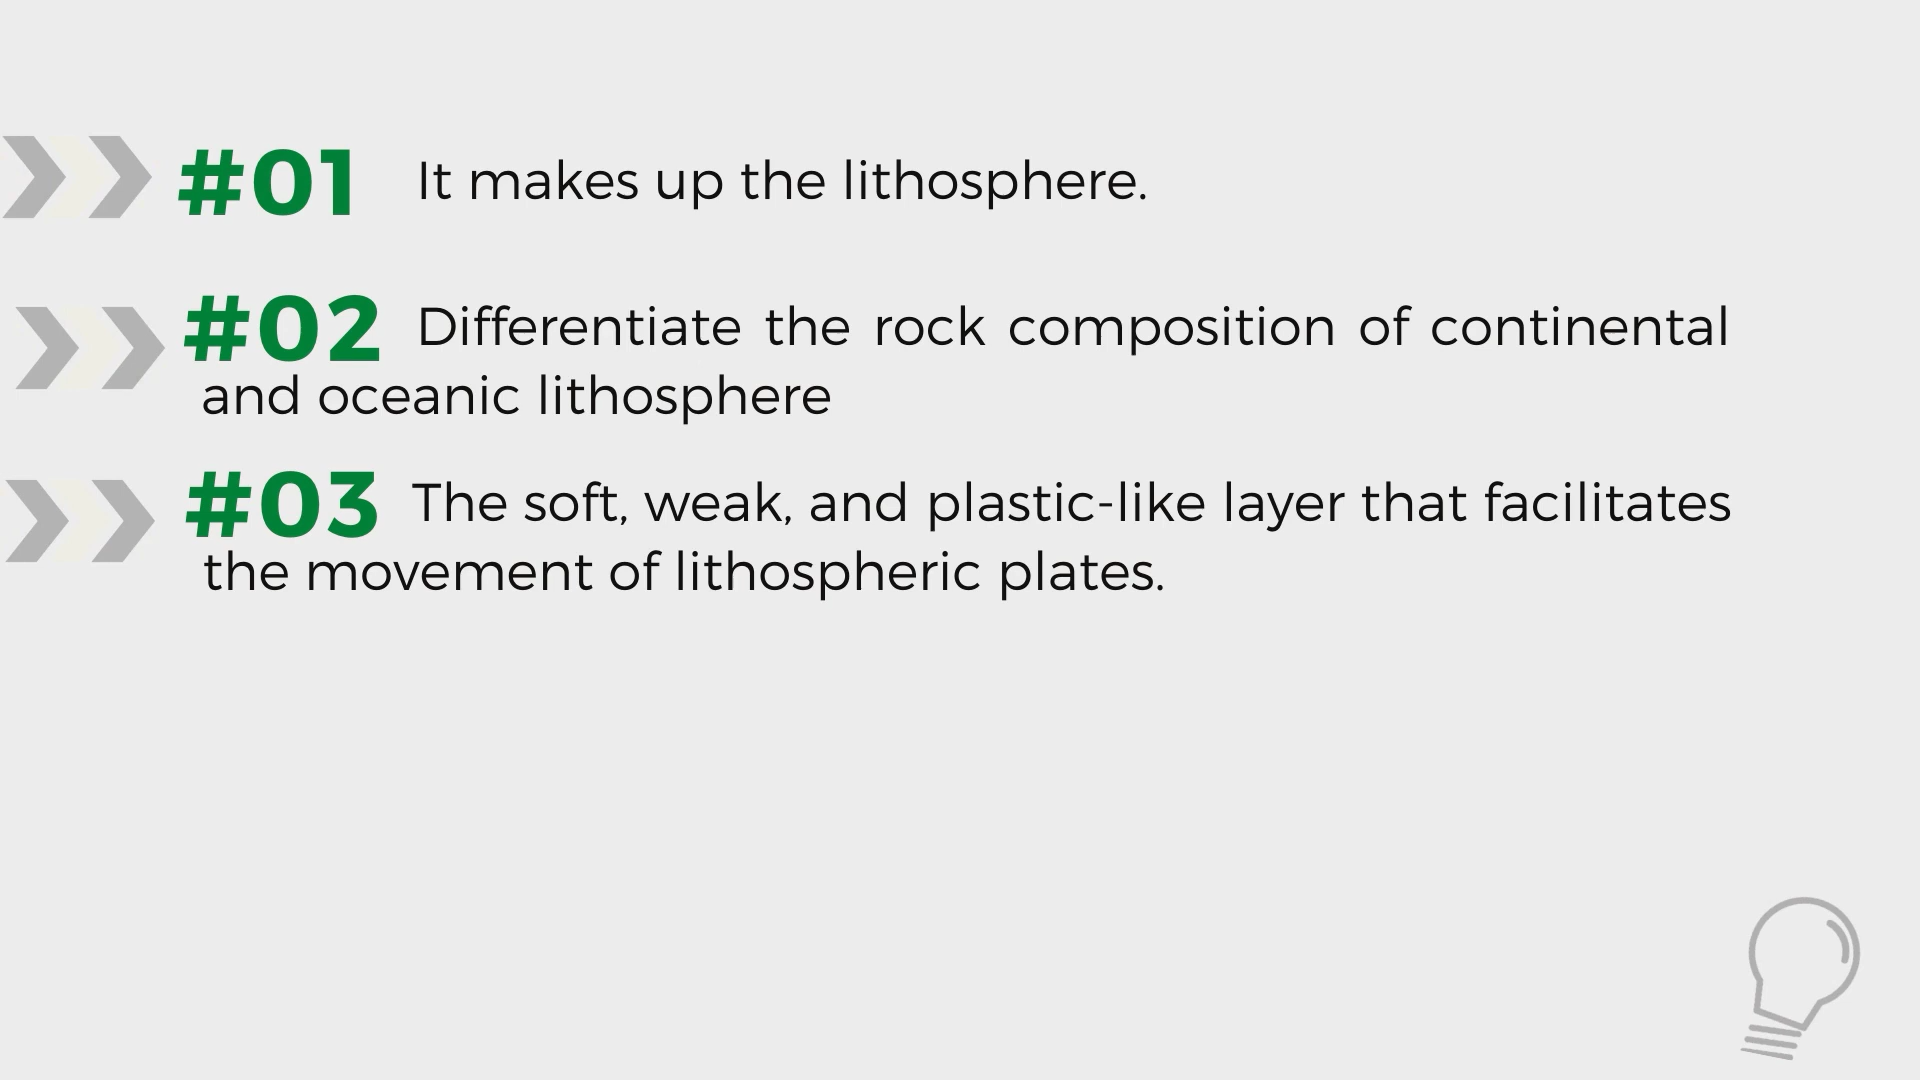 #01 It makes up the lithosphere.
#02 Differentiate the rock composition of continental
and oceanic lithosphere
#03 The soft, weak, and plastic-like layer that facilitates
the movement of lithospheric plates.